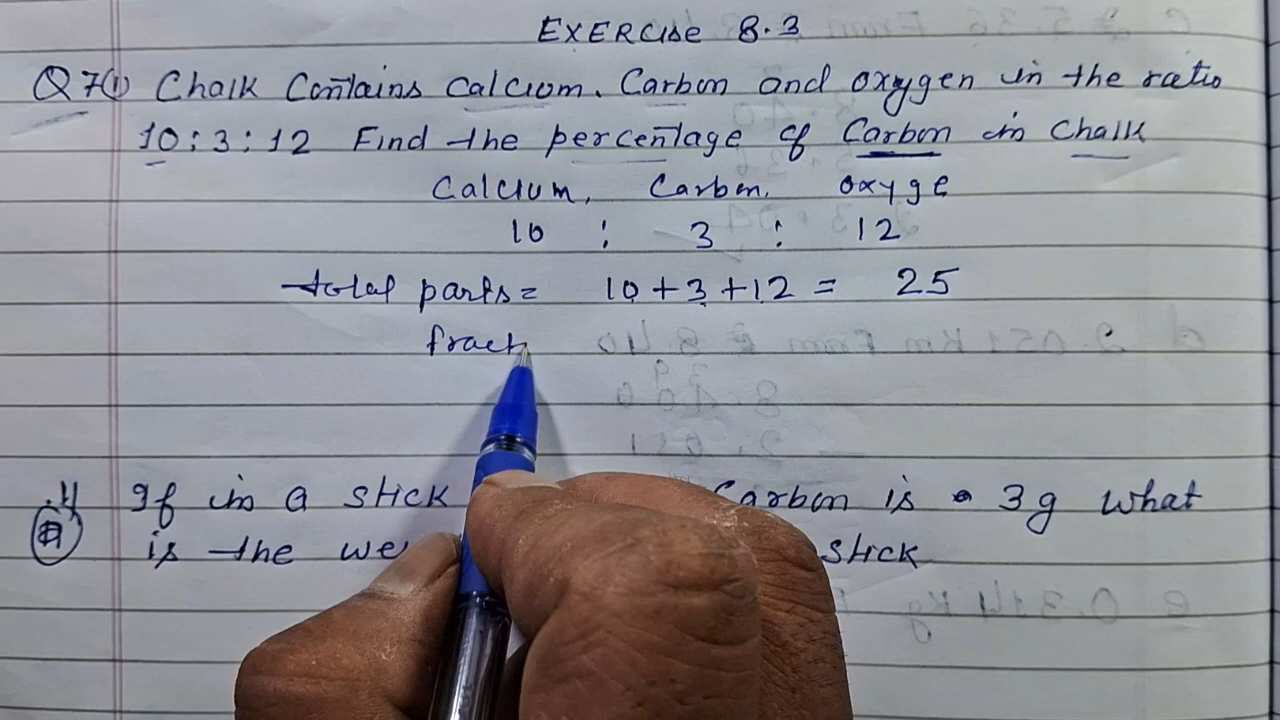 EXERCISE 8.3
Q7(i) Chalk Contains Calcium, Carbon and oxygen in the ratio
10:3:12 Find the percentage of Carbon in Chalk
Calcium, Carbon, oxyge
10 : 3 : 12
total parts = 10+3+12 = 25
fract
If in a stick Carbon is 3g what
is the we stick